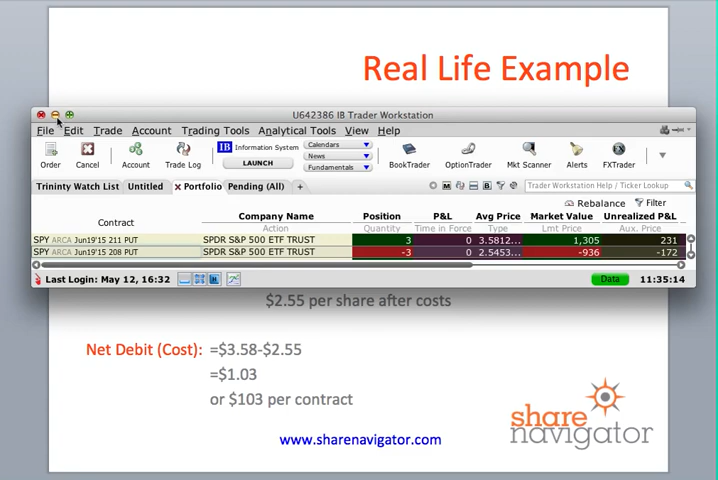 Real Life Example
U642386 IB Trader Workstation
File Edit Trade Account Trading Tools Analytical Tools View Help
Order Cancel Account Trade Log IB Information System LAUNCH Calendars News Fundamentals BookTrader OptionTrader Mkt Scanner Alerts FXTrader
Trininty Watch List Untitled x Portfolio Pending (All) + M B Trader Workstation Help / Ticker Lookup
Rebalance Filter
Contract Company Name Position P&L Avg Price Market Value Unrealized P&L
Action Quantity Time in Force Type Lmt Price Aux. Price
SPY ARCA Jun19'15 211 PUT SPDR S&P 500 ETF TRUST 3 0 3.5812... 1,305 231
SPY ARCA Jun19'15 208 PUT SPDR S&P 500 ETF TRUST -3 0 2.5453... -936 -172
Last Login: May 12, 16:32 Data 11:35:14
$2.55 per share after costs
Net Debit (Cost): =$3.58-$2.55
=$1.03
or $103 per contract
share
navigator
www.sharenavigator.com